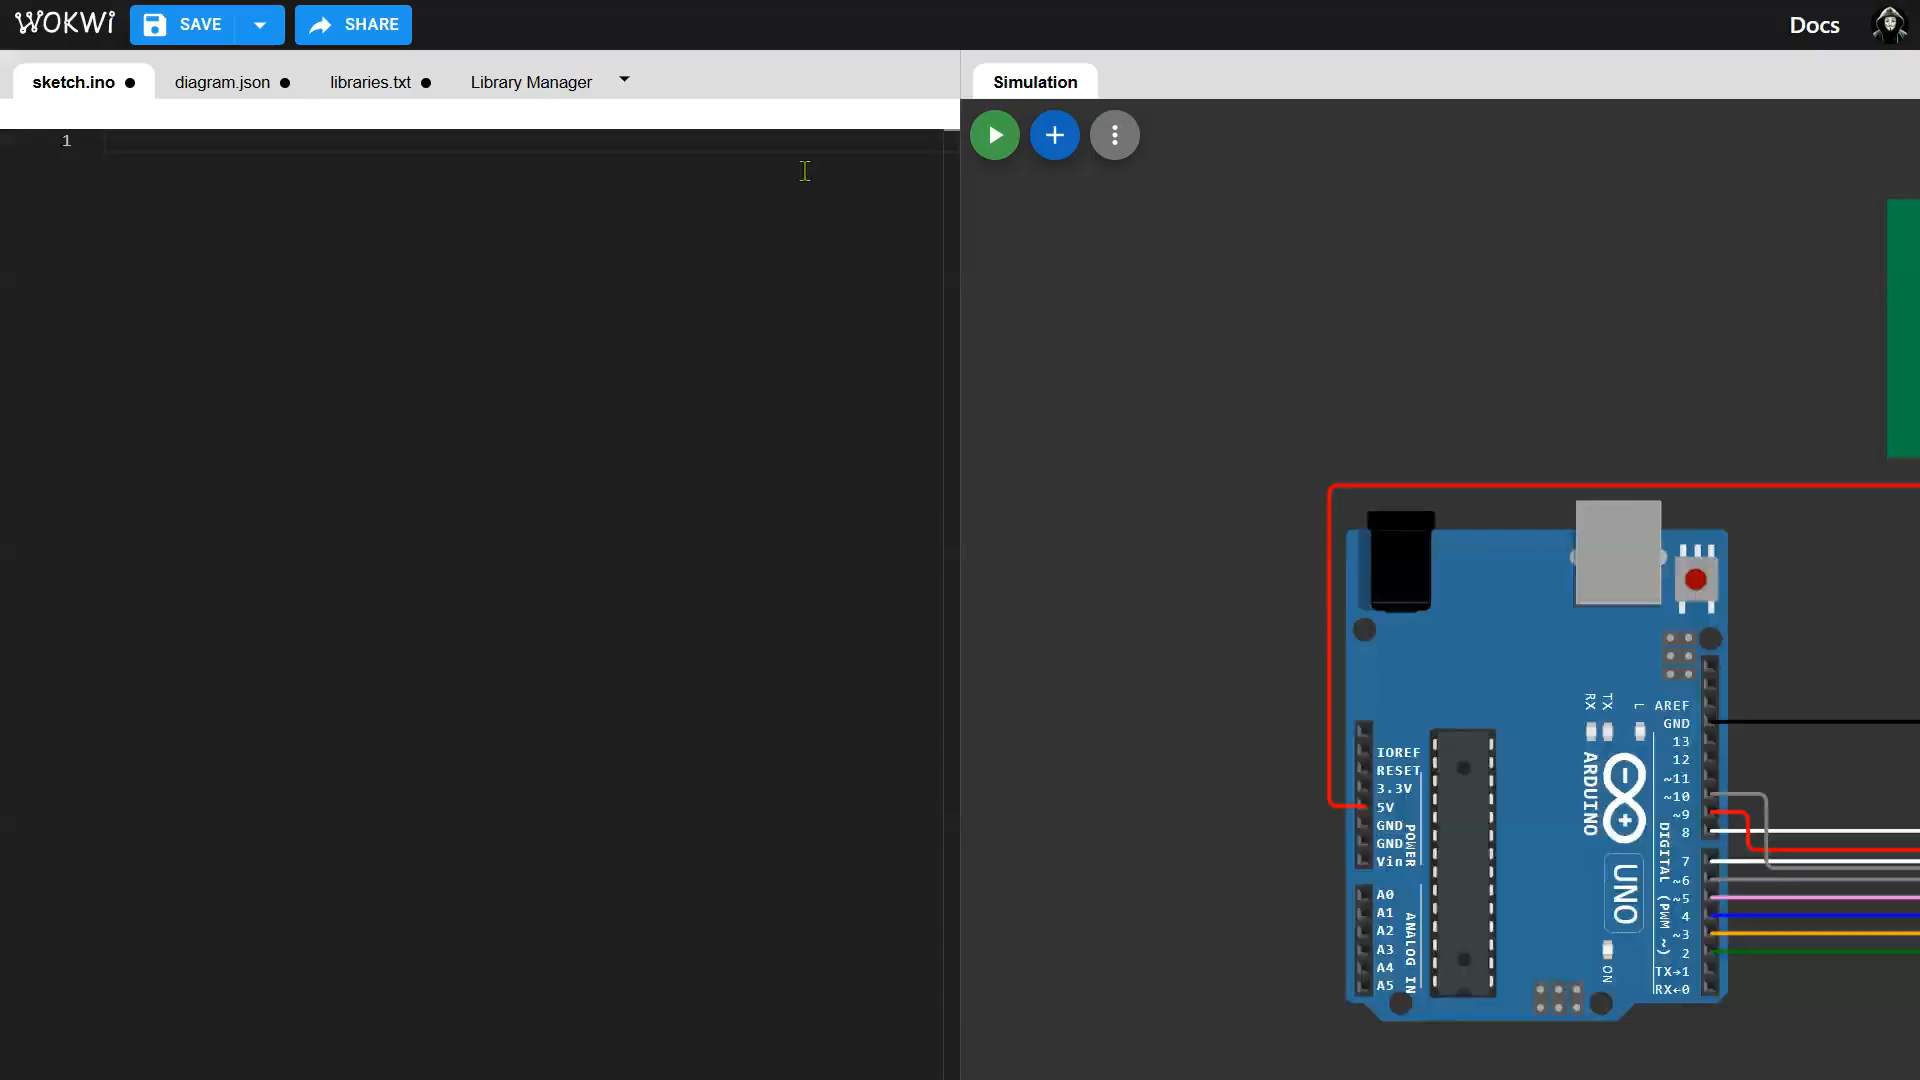 WOKWi SAVE SHARE Docs
sketch.ino ● diagram.json ● libraries.txt ● Library Manager
Simulation
1
RX TX L
AREF
GND
13
12
~11
~10
~9
8
7
~6
~5
4
~3
2
TX→1
RX←0
DIGITAL (PWM ~)
ARDUINO
UNO
ON
IOREF
RESET
3.3V
5V
GND
GND
Vin
POWER
A0
A1
A2
A3
A4
A5
ANALOG IN